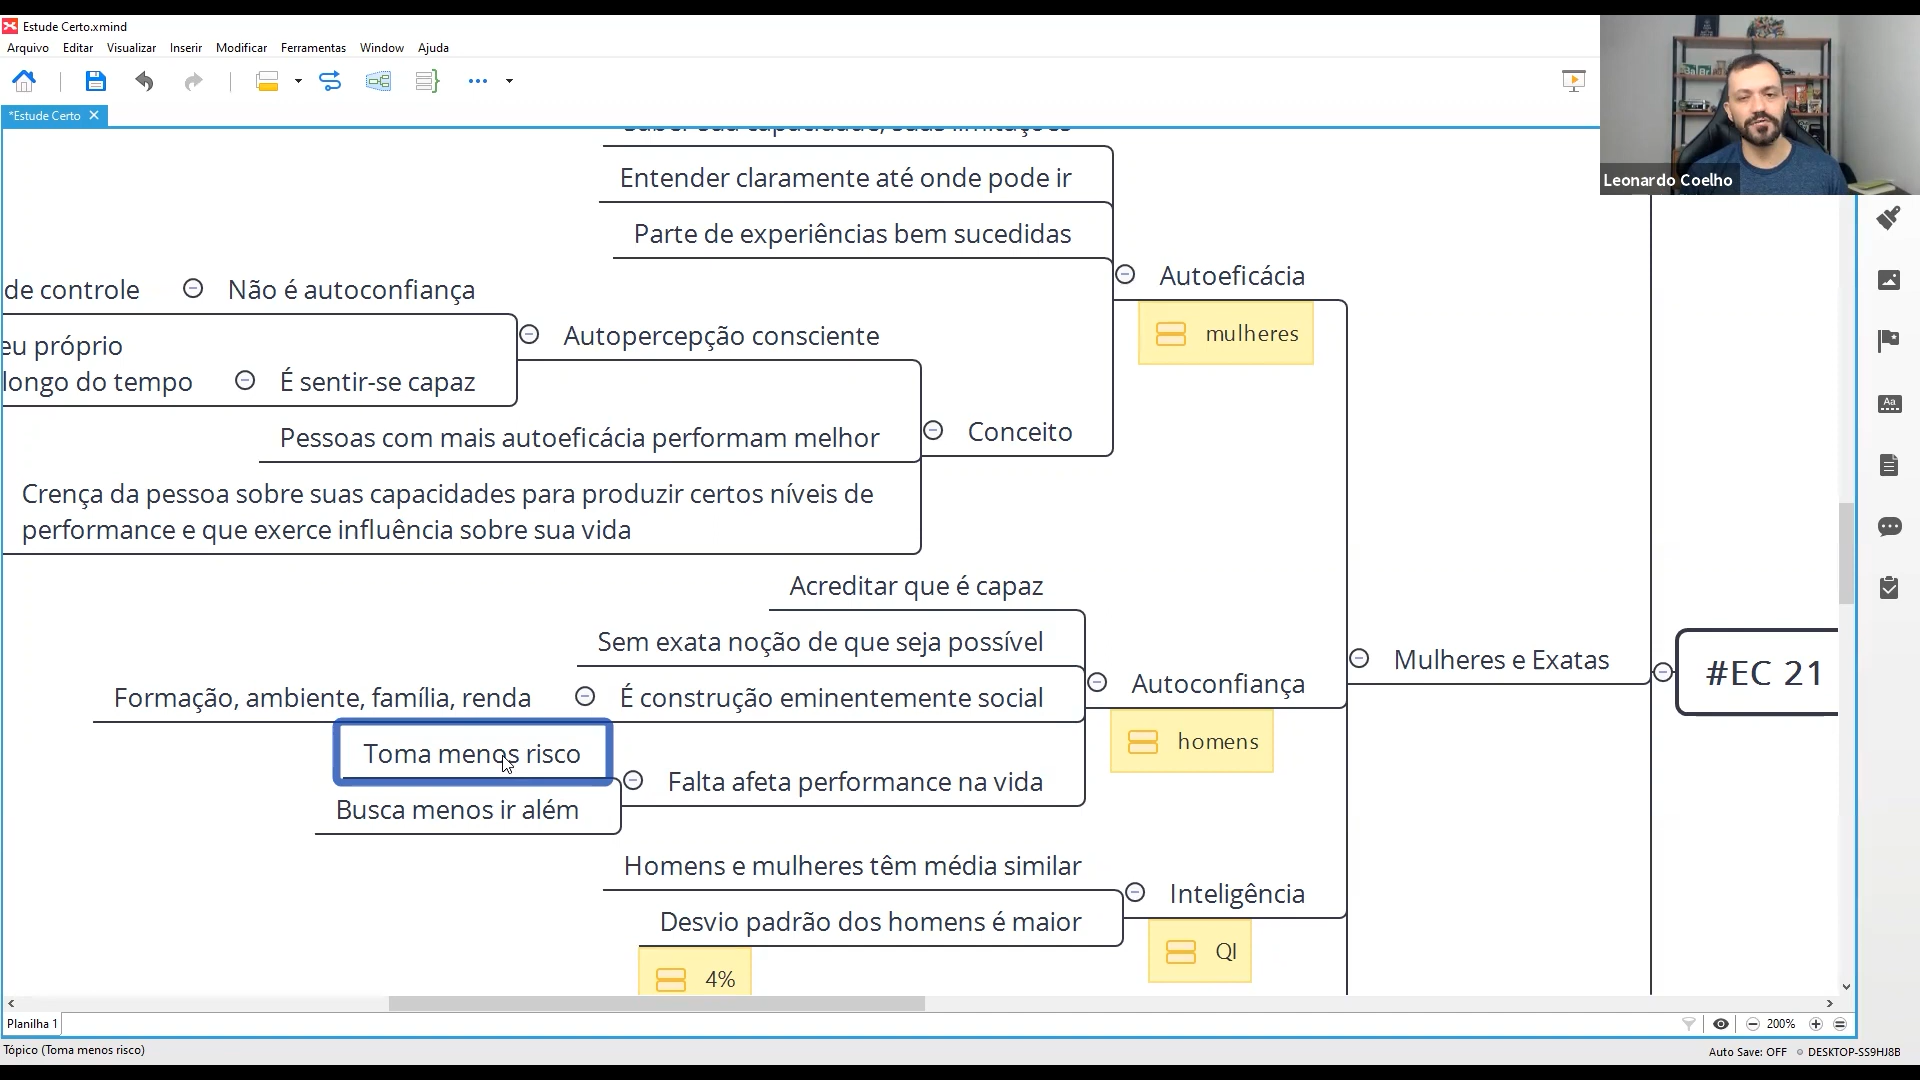 Estude Certo.xmind
Arquivo Editar Visualizar Inserir Modificar Ferramentas Window Ajuda
*Estude Certo
Leonardo Coelho
Saber sua capacidade, suas limitações
Entender claramente até onde pode ir
Parte de experiências bem sucedidas
Autoeficácia
mulheres
de controle
Não é autoconfiança
Autopercepção consciente
eu próprio
longo do tempo
É sentir-se capaz
Pessoas com mais autoeficácia performam melhor
Conceito
Crença da pessoa sobre suas capacidades para produzir certos níveis de
performance e que exerce influência sobre sua vida
Acreditar que é capaz
Sem exata noção de que seja possível
Mulheres e Exatas
#EC 21
Formação, ambiente, família, renda
É construção eminentemente social
Autoconfiança
homens
Toma menos risco
Falta afeta performance na vida
Busca menos ir além
Homens e mulheres têm média similar
Inteligência
Desvio padrão dos homens é maior
QI
4%
Planilha 1
200%
Tópico (Toma menos risco)
Auto Save: OFF
DESKTOP-SS9HJ8B